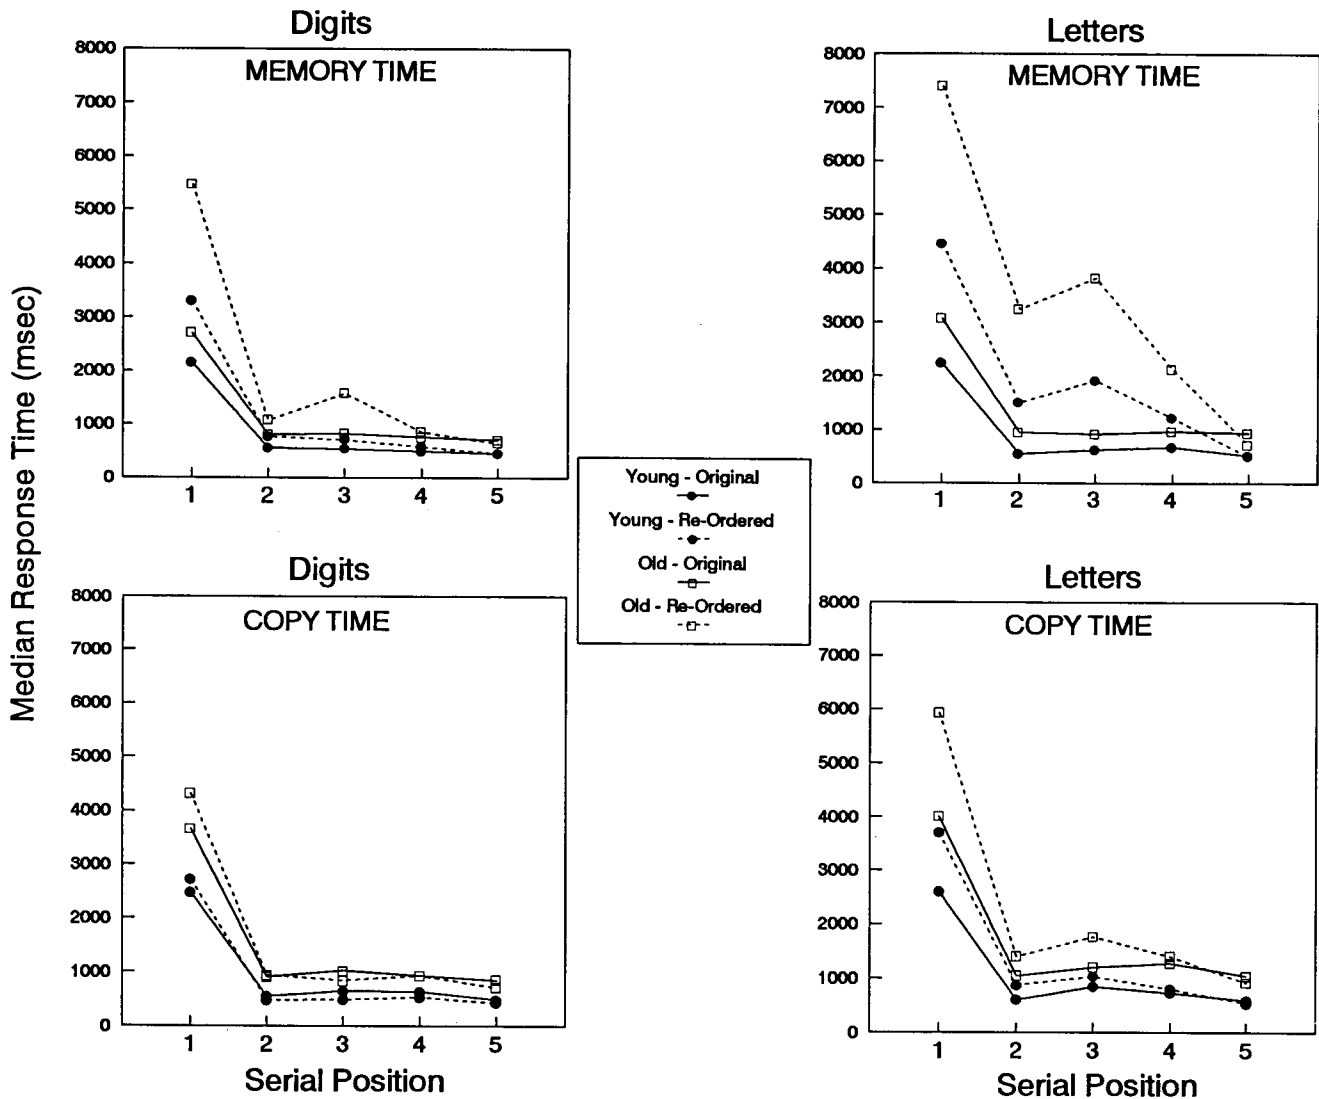 Digits
MEMORY TIME
8000
7000
6000
5000
4000
3000
2000
1000
0
1 2 3 4 5
Letters
MEMORY TIME
8000
7000
6000
5000
4000
3000
2000
1000
0
1 2 3 4 5
Median Response Time (msec)
Young - Original
Young - Re-Ordered
Old - Original
Old - Re-Ordered
Digits
COPY TIME
8000
7000
6000
5000
4000
3000
2000
1000
0
1 2 3 4 5
Serial Position
Letters
COPY TIME
8000
7000
6000
5000
4000
3000
2000
1000
0
1 2 3 4 5
Serial Position